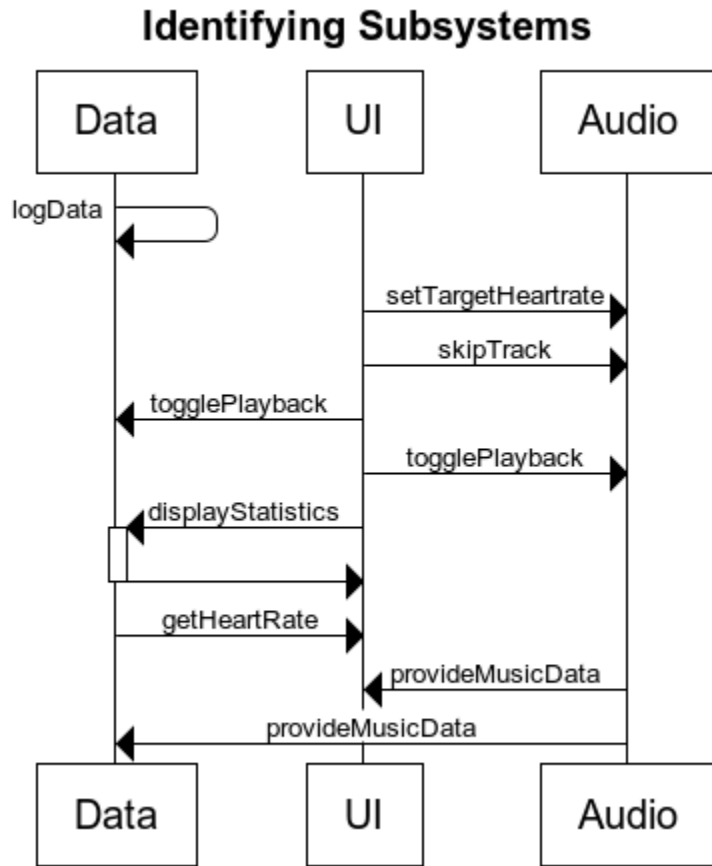 Identifying Subsystems
Data
UI
Audio
logData
setTargetHeartrate
skipTrack
togglePlayback
togglePlayback
displayStatistics
getHeartRate
provideMusicData
provideMusicData
Data
UI
Audio